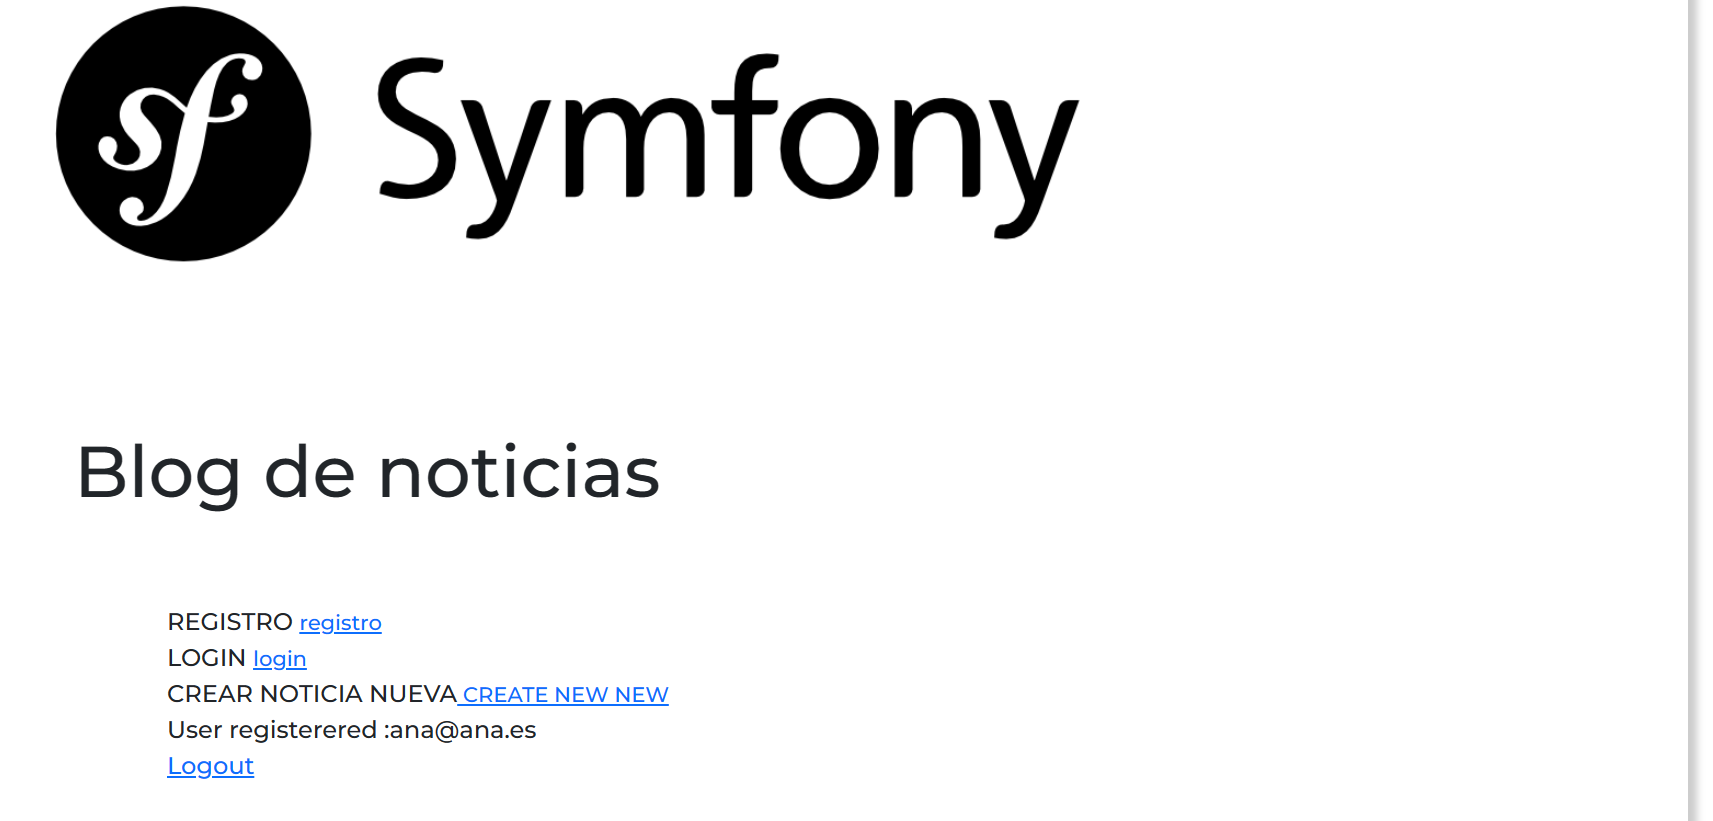 sf Symfony
Blog de noticias
REGISTRO registro
LOGIN login
CREAR NOTICIA NUEVA CREATE NEW NEW
User registerered :ana@ana.es
Logout